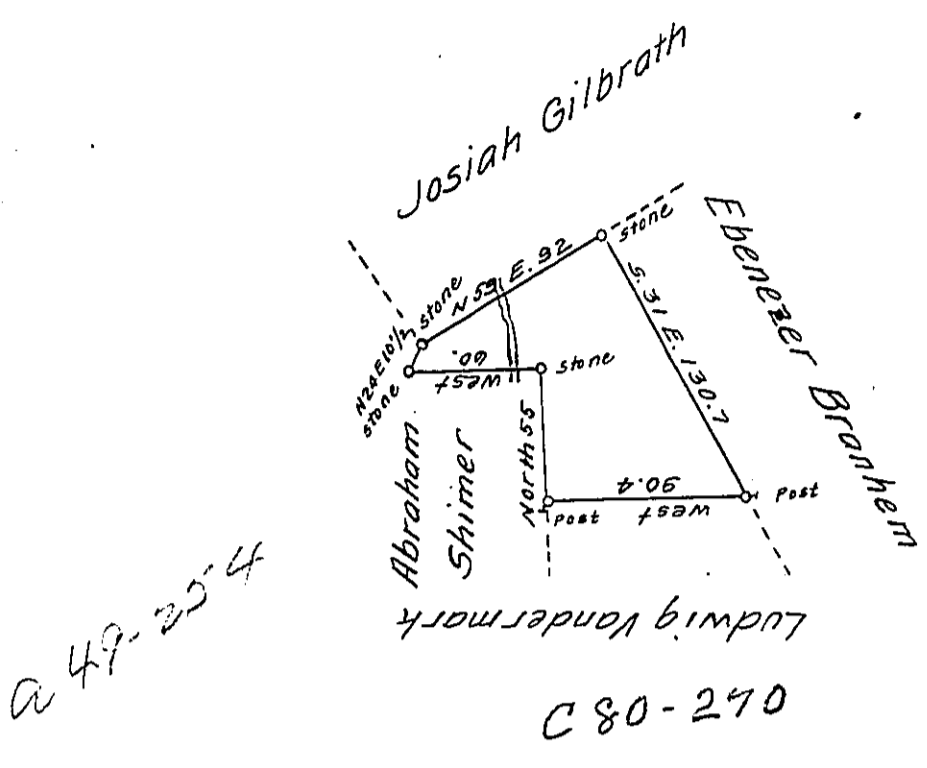 Josiah Gilbrath
Ebenezer Branhem
stone
N 59 E. 92
S. 31 E. 130.7
stone
N24E10½
stone
West 60.
stone
North 55
Abraham
Shimer
Post
West 90.4
Post
Ludwig Vandermark
a 49-254
C 80-270